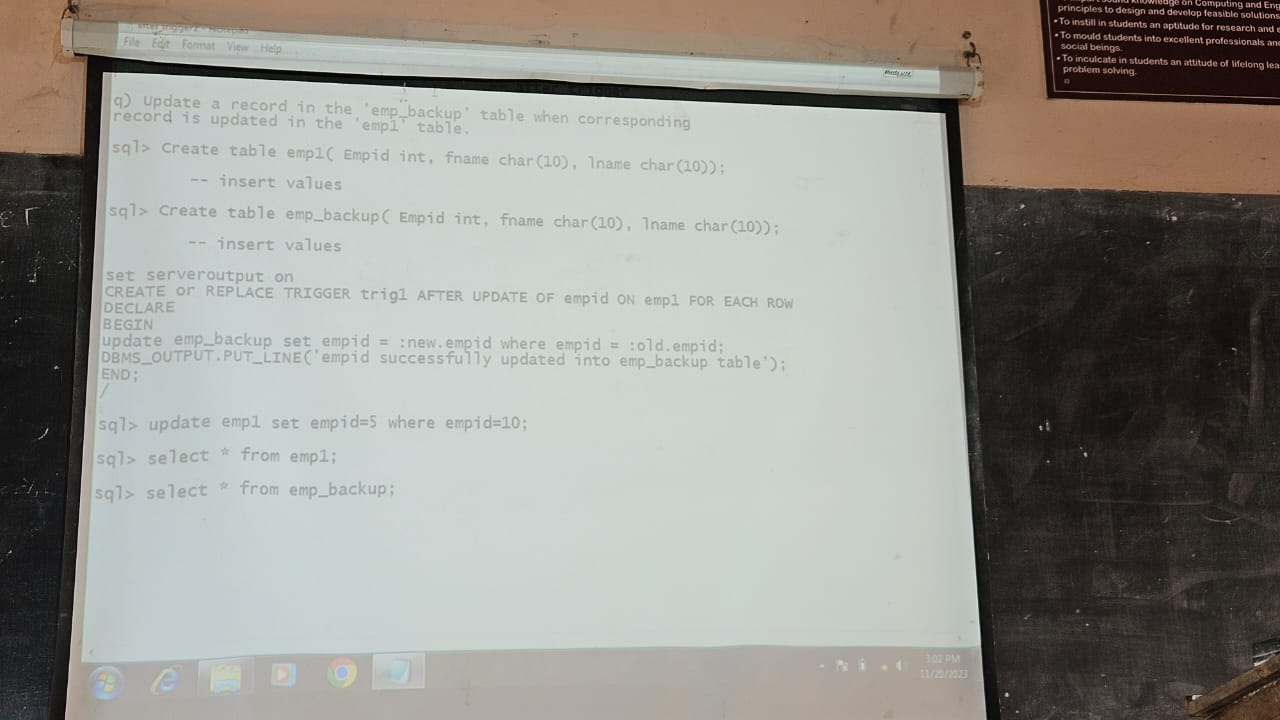 after trigger2 - Notepad
File Edit Format View Help
after trigger
q) Update a record in the 'emp_backup' table when corresponding
record is updated in the 'emp1' table.
sql> Create table emp1( Empid int, fname char(10), lname char(10));
-- insert values
sql> Create table emp_backup( Empid int, fname char(10), lname char(10));
-- insert values
set serveroutput on
CREATE or REPLACE TRIGGER trig1 AFTER UPDATE OF empid ON emp1 FOR EACH ROW
DECLARE
BEGIN
update emp_backup set empid = :new.empid where empid = :old.empid;
DBMS_OUTPUT.PUT_LINE('empid successfully updated into emp_backup table');
END;
/
sql> update emp1 set empid=5 where empid=10;
sql> select * from emp1;
sql> select * from emp_backup;
3:02 PM
11/20/2023
knowledge on Computing and Eng
principles to design and develop feasible solutions
• To instill in students an aptitude for research and
• To mould students into excellent professionals and
social beings.
• To inculcate in students an attitude of lifelong lea
problem solving.